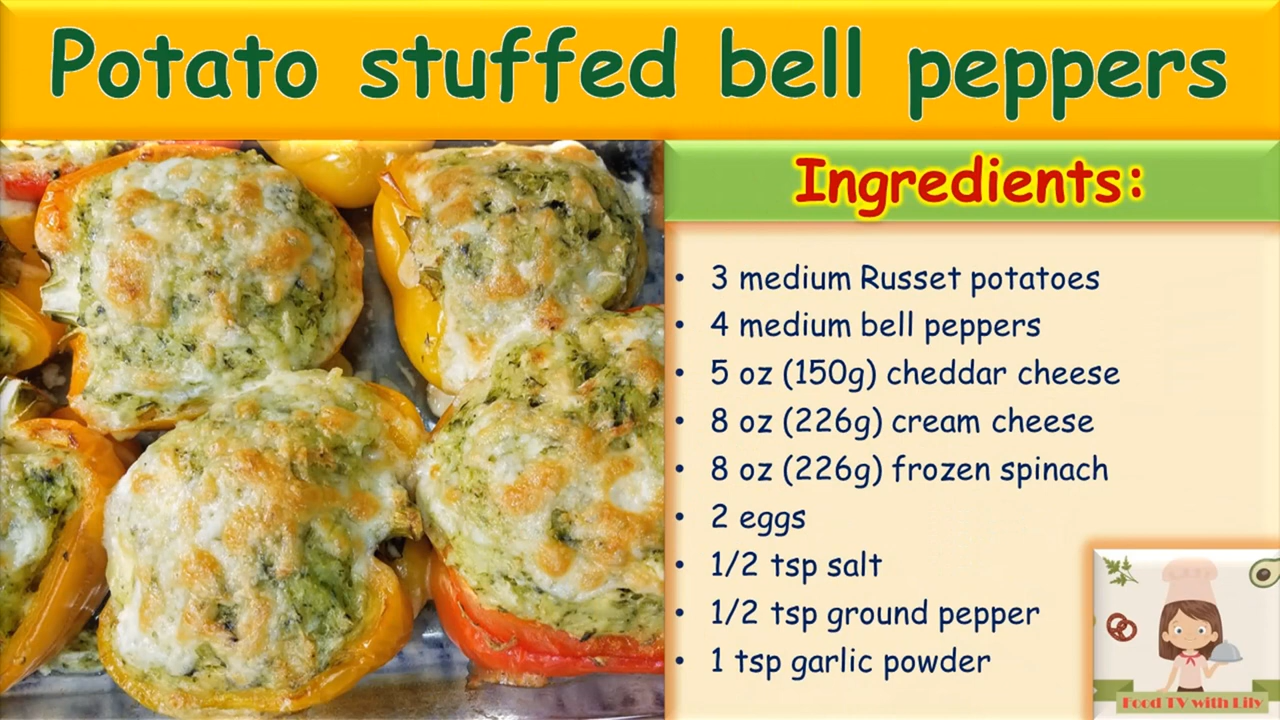 Potato stuffed bell peppers
Ingredients:
• 3 medium Russet potatoes
• 4 medium bell peppers
• 5 oz (150g) cheddar cheese
• 8 oz (226g) cream cheese
• 8 oz (226g) frozen spinach
• 2 eggs
• 1/2 tsp salt
• 1/2 tsp ground pepper
• 1 tsp garlic powder
Food TV with Lily